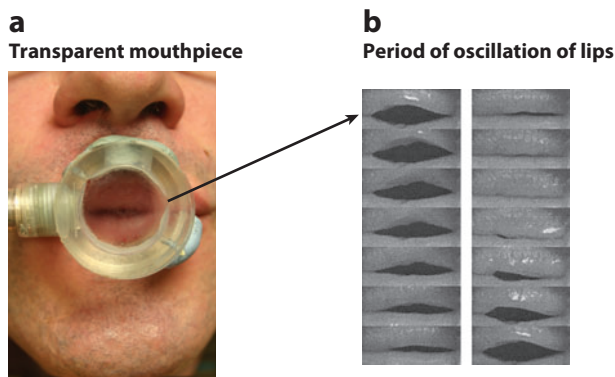 a
Transparent mouthpiece
b
Period of oscillation of lips